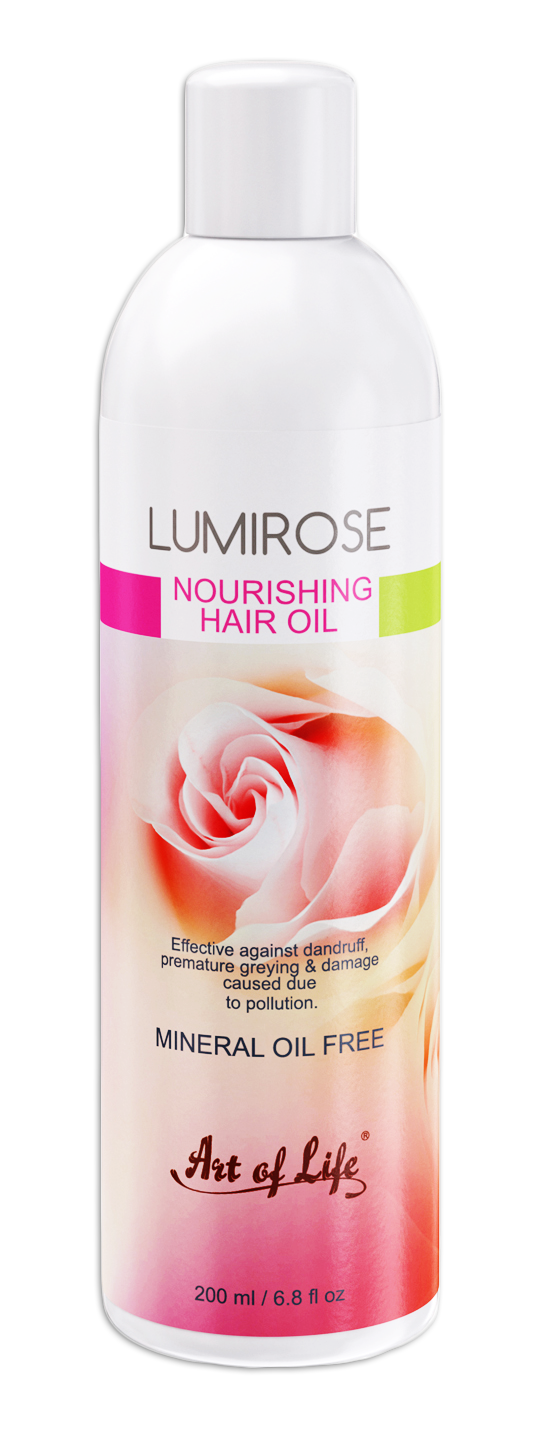 LUMIROSE
NOURISHING
HAIR OIL
Effective against dandruff,
premature greying & damage
caused due
to pollution.
MINERAL OIL FREE
Art of Life®
200 ml / 6.8 fl oz